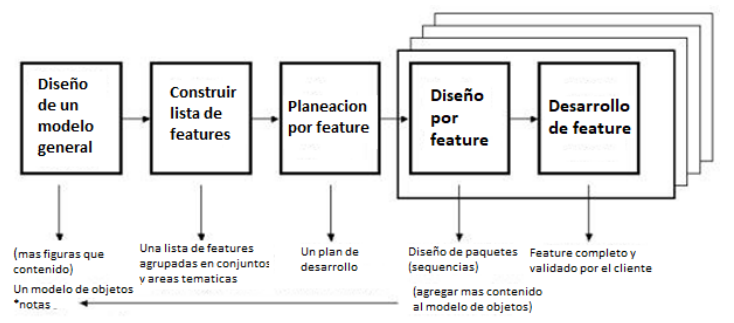 Diseño
de un
modelo
general
Construir
lista de
features
Planeacion
por feature
Diseño
por
feature
Desarrollo
de feature
(mas figuras que
contenido)
Un modelo de objetos
*notas
Una lista de features
agrupadas en conjuntos
y areas tematicas
Un plan de
desarrollo
Diseño de paquetes
(sequencias)
(agregar mas contenido
al modelo de objetos)
Feature completo y
validado por el cliente